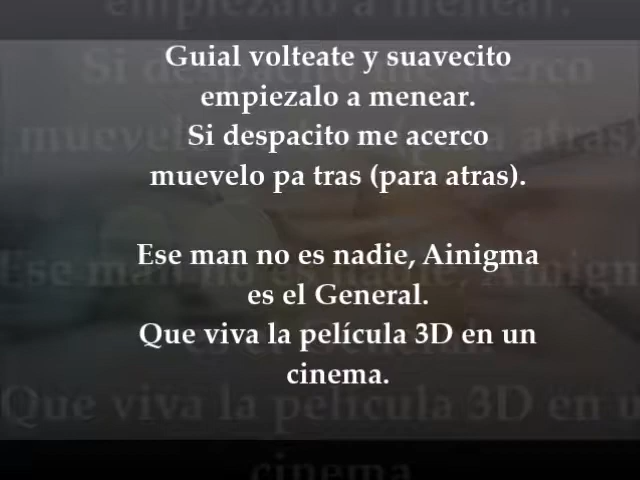 Guial volteate y suavecito
empiezalo a menear.
Si despacito me acerco
muevelo pa tras (para atras).
Ese man no es nadie, Ainigma
es el General.
Que viva la película 3D en un
cinema.